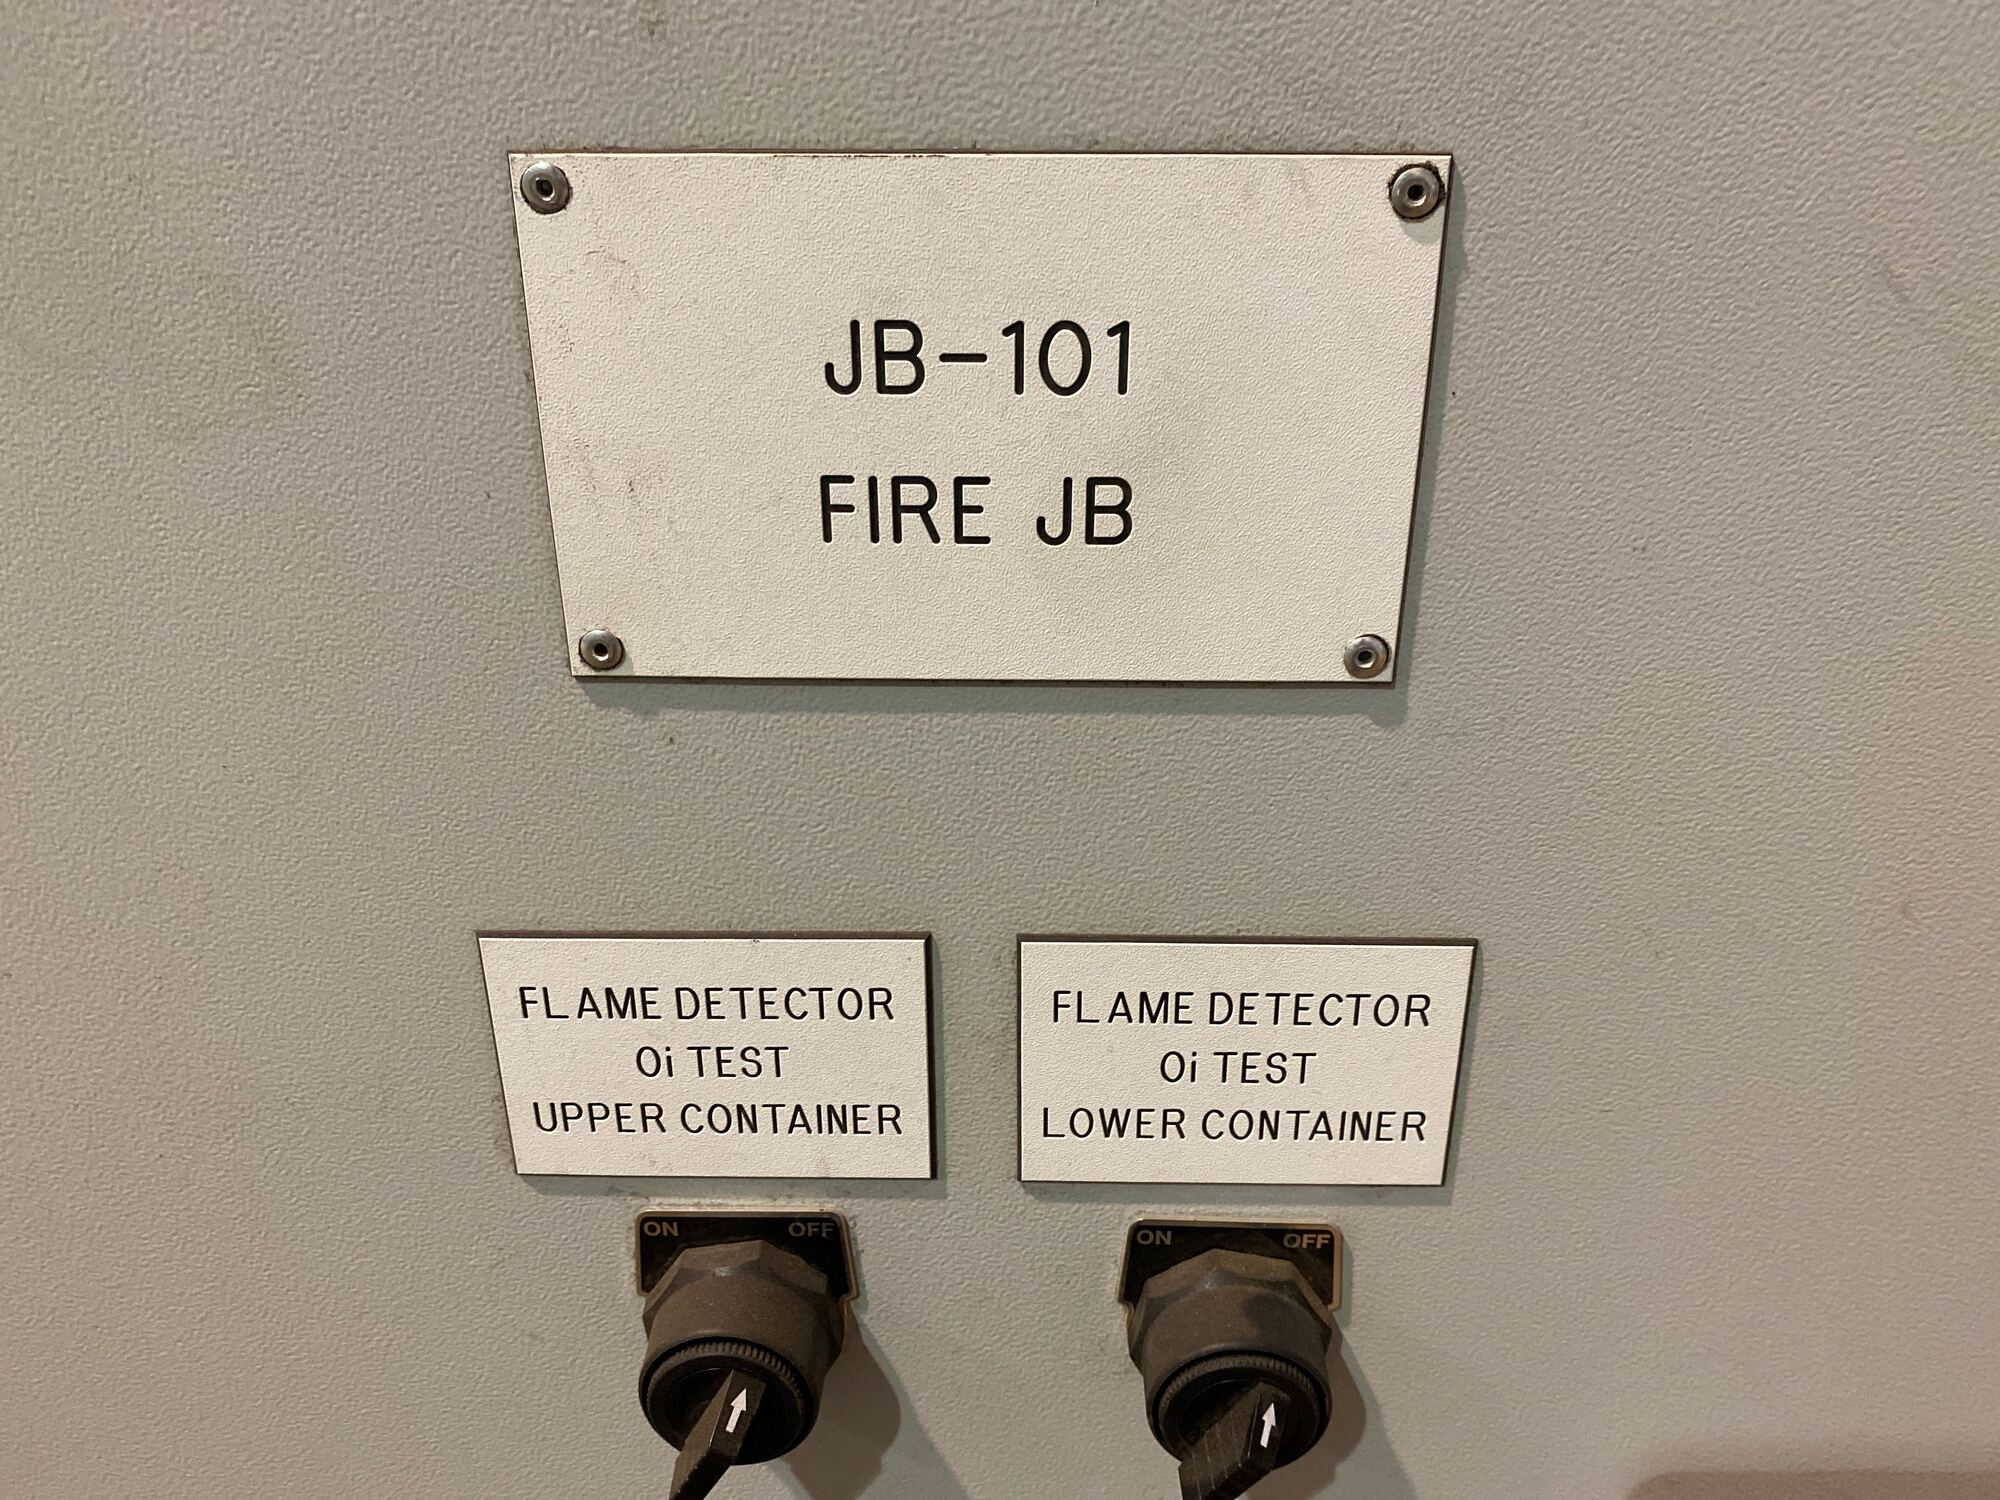 JB-101
FIRE JB
FLAME DETECTOR
Oi TEST
UPPER CONTAINER
FLAME DETECTOR
Oi TEST
LOWER CONTAINER
ON OFF
ON OFF